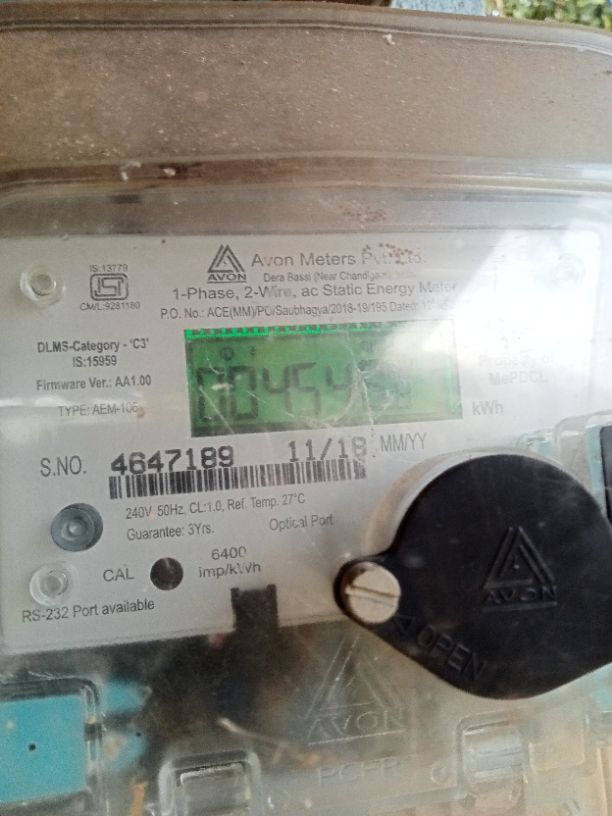 IS:13779
CM/L:9281180
AVON
Avon Meters Pvt. Ltd.
Dera Bassi (Near
1-Phase, 2-Wire, ac Static Energy Meter
P.O. No.: ACE(MM)/PO/Saubhagya/2018-19/195 Dated:
DLMS-Category - 'C3'
IS:15959
Firmware Ver.: AA1.00
TYPE: AEM-106
Property of
MePDCL
kWh
S.NO. 4647189 11/18 MM/YY
240V 50Hz, CL:1.0, Ref. Temp. 27°C
Guarantee: 3Yrs. Optical Port
CAL 6400
imp/kWh
RS-232 Port available
AVON
OPEN
AVON